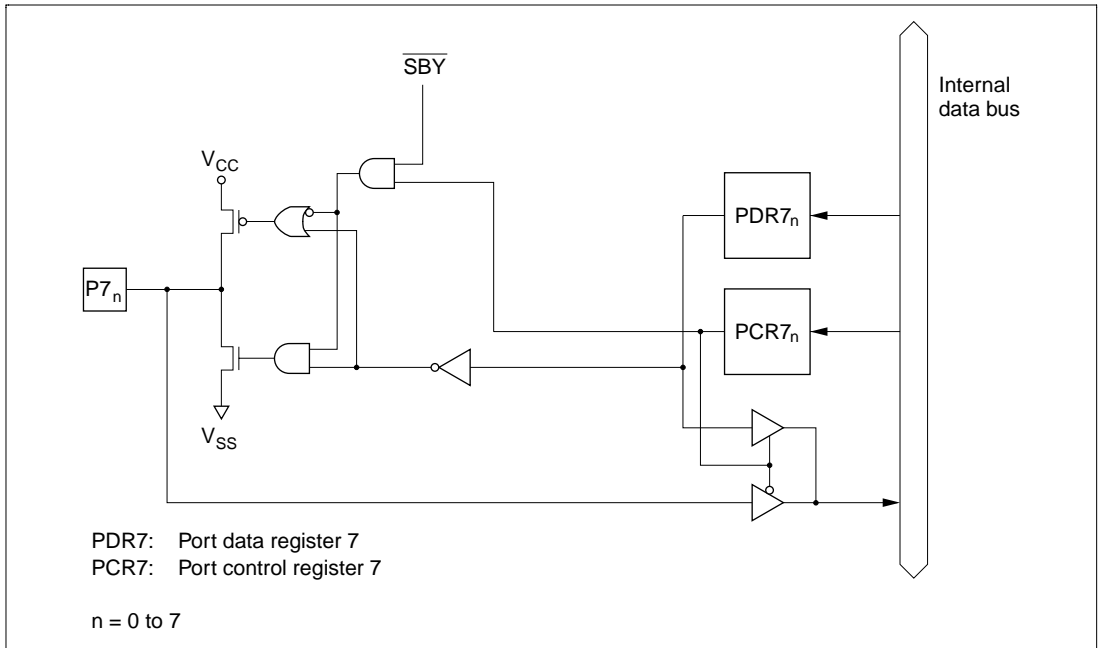 S̅B̅Y̅
Internal
data bus
VCC
PDR7n
P7n
PCR7n
VSS
PDR7: Port data register 7
PCR7: Port control register 7
n = 0 to 7